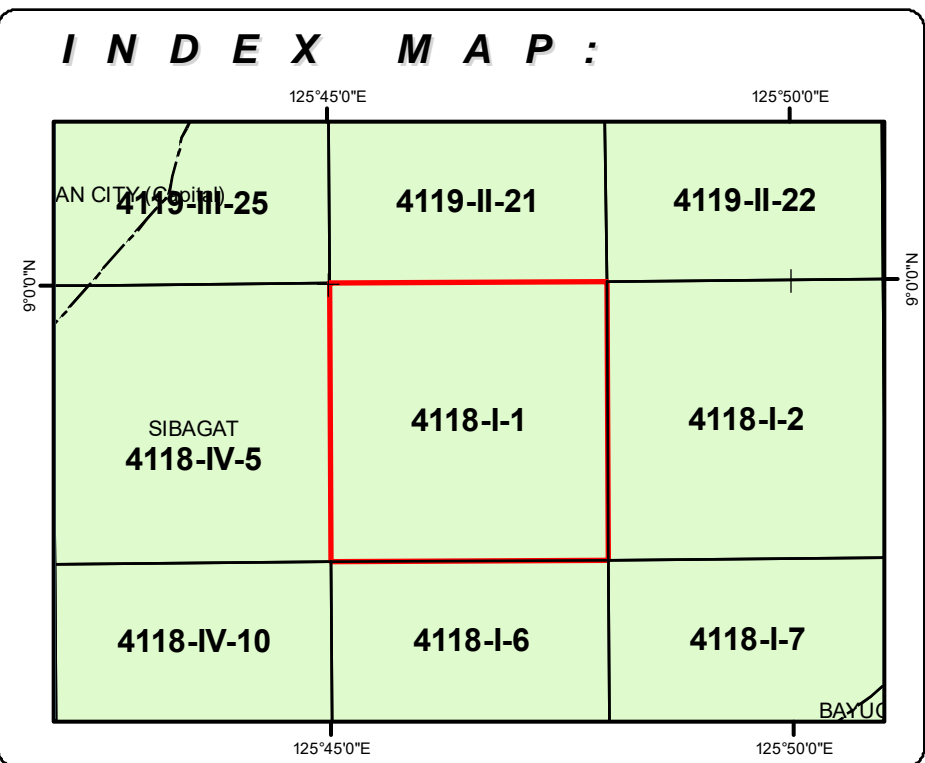 INDEX MAP:
125°45'0"E 125°50'0"E
AN CITY (Capital)
4119-III-25 4119-II-21 4119-II-22
9°0'0"N 9°0'0"N
SIBAGAT
4118-IV-5 4118-I-1 4118-I-2
4118-IV-10 4118-I-6 4118-I-7
BAYUG
125°45'0"E 125°50'0"E